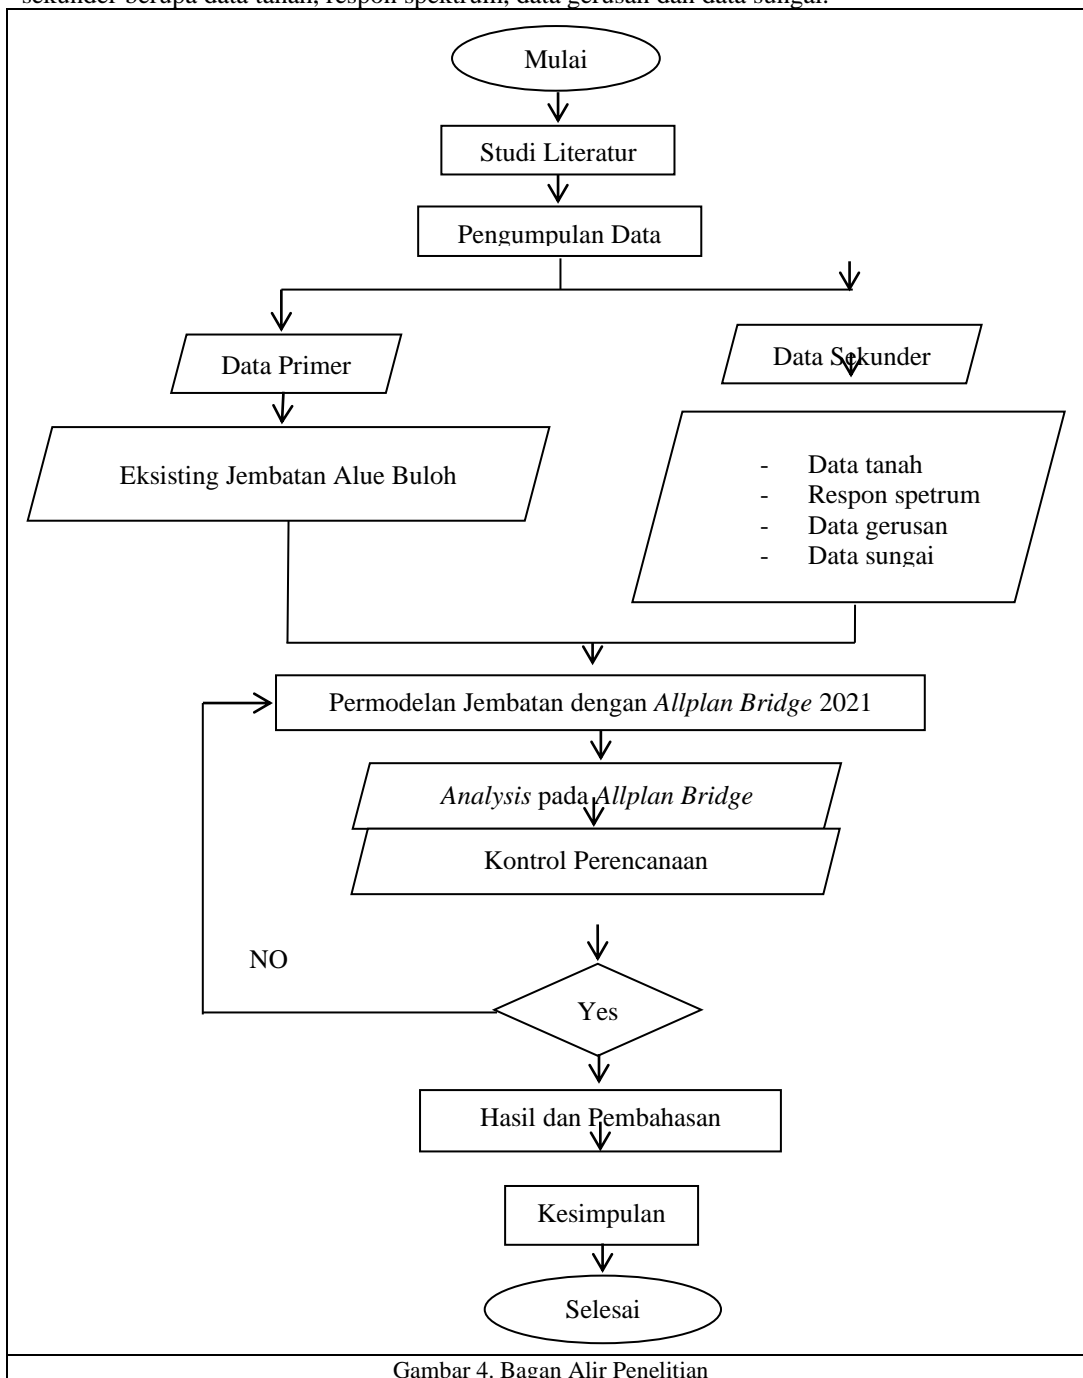 sekunder berupa data tanah, respon spektrum, data gerusan dan data sungai.
Mulai
Studi Literatur
Pengumpulan Data
Data Primer
Data Sekunder
Eksisting Jembatan Alue Buloh
- Data tanah
- Respon spetrum
- Data gerusan
- Data sungai
Permodelan Jembatan dengan Allplan Bridge 2021
Analysis pada Allplan Bridge
Kontrol Perencanaan
NO
Yes
Hasil dan Pembahasan
Kesimpulan
Selesai
Gambar 4. Bagan Alir Penelitian